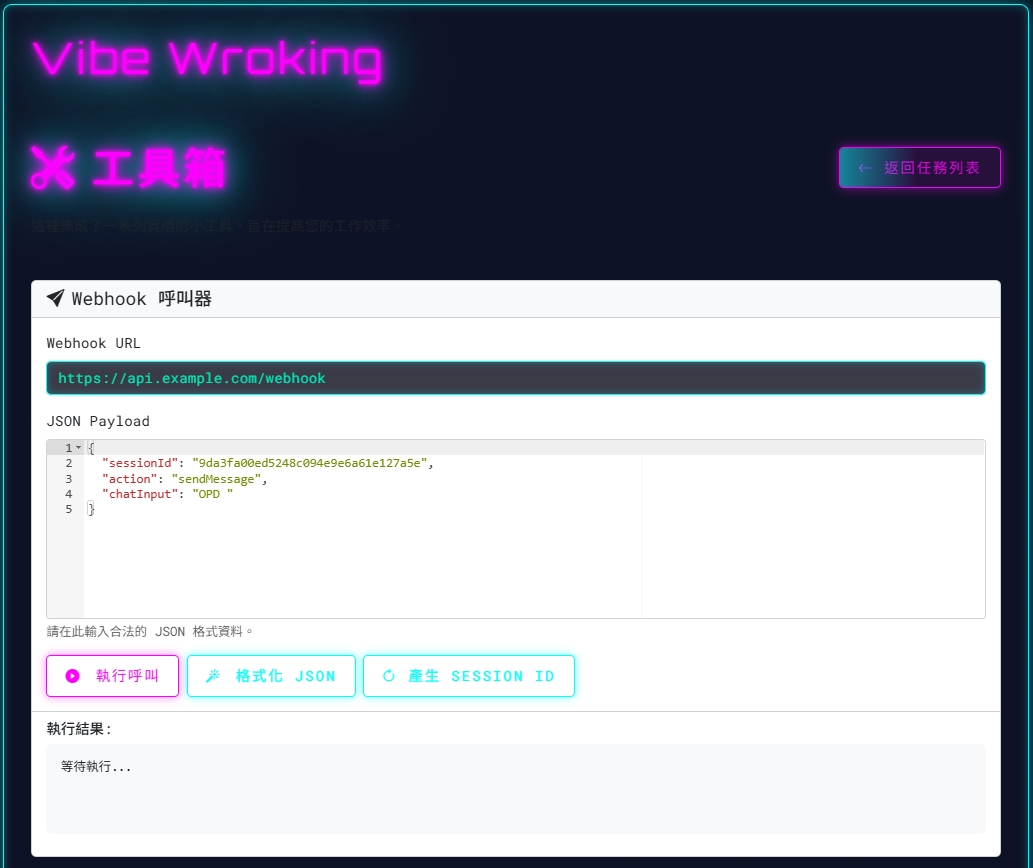 Vibe Wroking
工具箱
← 返回任務列表
這裡集成了一系列實用的小工具，旨在提高您的工作效率。
Webhook 呼叫器
Webhook URL
https://api.example.com/webhook
JSON Payload
1 {
2 "sessionId": "9da3fa00ed5248c094e9e6a61e127a5e",
3 "action": "sendMessage",
4 "chatInput": "OPD "
5 }
請在此輸入合法的 JSON 格式資料。
執行呼叫 格式化 JSON 產生 SESSION ID
執行結果：
等待執行...